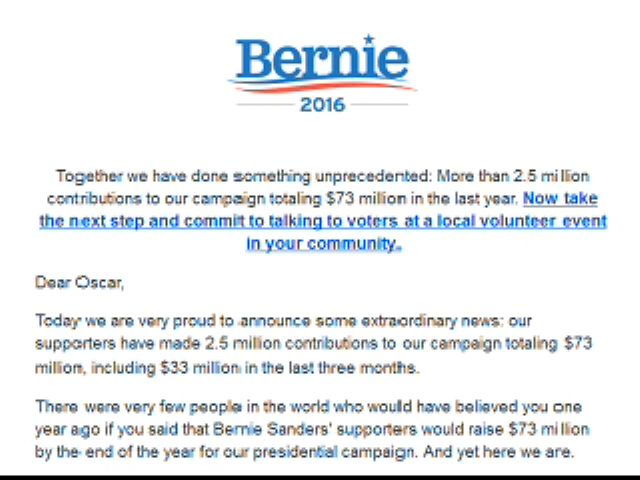 Bernie
2016
Together we have done something unprecedented: More than 2.5 million
contributions to our campaign totaling $73 million in the last year. Now take
the next step and commit to talking to voters at a local volunteer event
in your community.
Dear Oscar,
Today we are very proud to announce some extraordinary news: our
supporters have made 2.5 million contributions to our campaign totaling $73
million, including $33 million in the last three months.
There were very few people in the world who would have believed you one
year ago if you said that Bernie Sanders' supporters would raise $73 million
by the end of the year for our presidential campaign. And yet here we are.